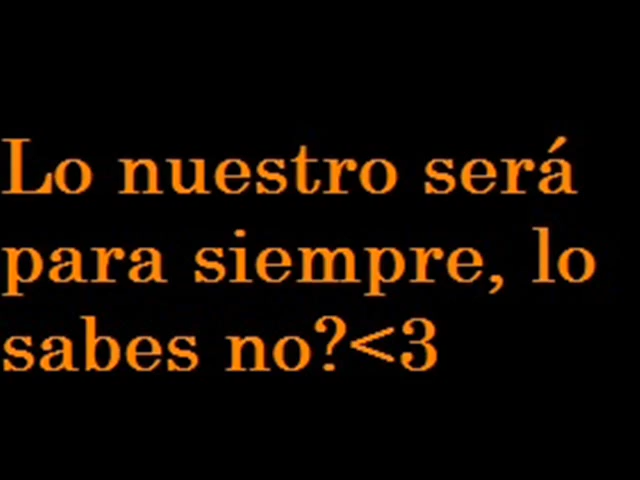 Lo nuestro será
para siempre, lo
sabes no?<3